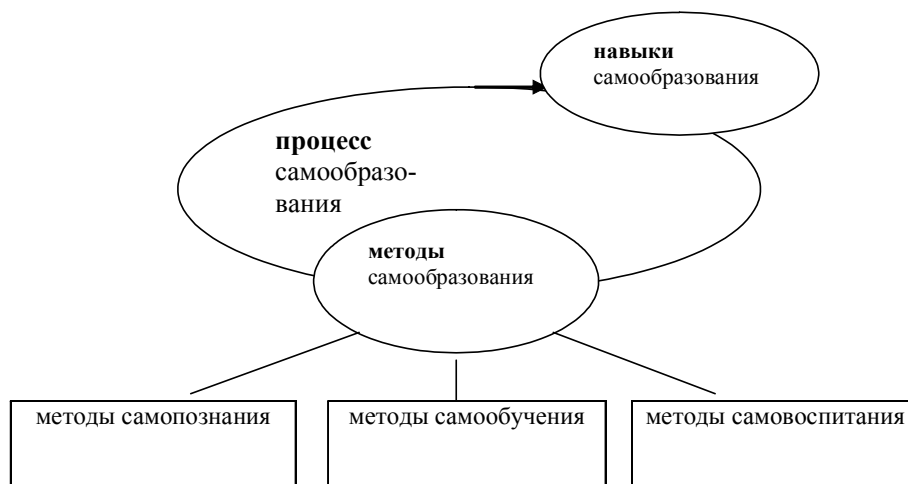 навыки
самообразования
процесс
самообразо-
вания
методы
самообразования
методы самопознания
методы самообучения
методы самовоспитания